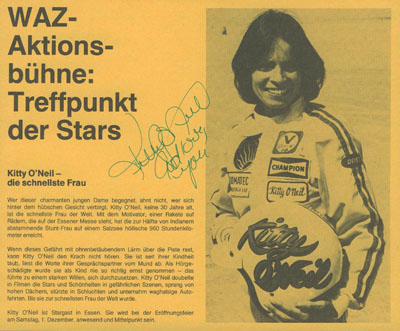 WAZ-
Aktions-
bühne:
Treffpunkt
der Stars
Kitty O'Neil –
die schnellste Frau
Wer dieser charmanten jungen Dame begegnet, ahnt nicht, wer sich
hinter dem hübschen Gesicht verbirgt. Kitty O'Neil, keine 30 Jahre alt,
ist die schnellste Frau der Welt. Mit dem Motivator, einer Rakete auf
Rädern, die auf der Essener Messe steht, hat die zur Hälfte von Indianern
abstammende Stunt-Frau auf einem Salzsee höllische 960 Stundenkilo-
meter erreicht.
Wenn dieses Gefährt mit ohrenbetäubendem Lärm über die Piste rast,
kann Kitty O'Neil den Krach nicht hören. Sie ist seit ihrer Kindheit
taub, liest die Worte ihrer Gesprächspartner vom Mund ab. Als Hörge-
schädigte wurde sie als Kind nie so richtig ernst genommen – das
führte zu einem starken Willen, sich durchzusetzen. Kitty O'Neil doubelte
in Filmen die Stars und Schönheiten in gefährlichen Szenen, sprang von
hohen Dächern, stürzte in Schluchten und unternahm waghalsige Auto-
fahrten. Bis sie zur schnellsten Frau der Welt wurde.
Kitty O'Neil ist Stargast in Essen. Sie wird bei der Eröffnungsfeier
am Samstag, 1. Dezember, anwesend und Mittelpunkt sein.
Kitty O'Neil
love
you
CHAMPION
Kitty O'Neil
Kitty
O'Neil